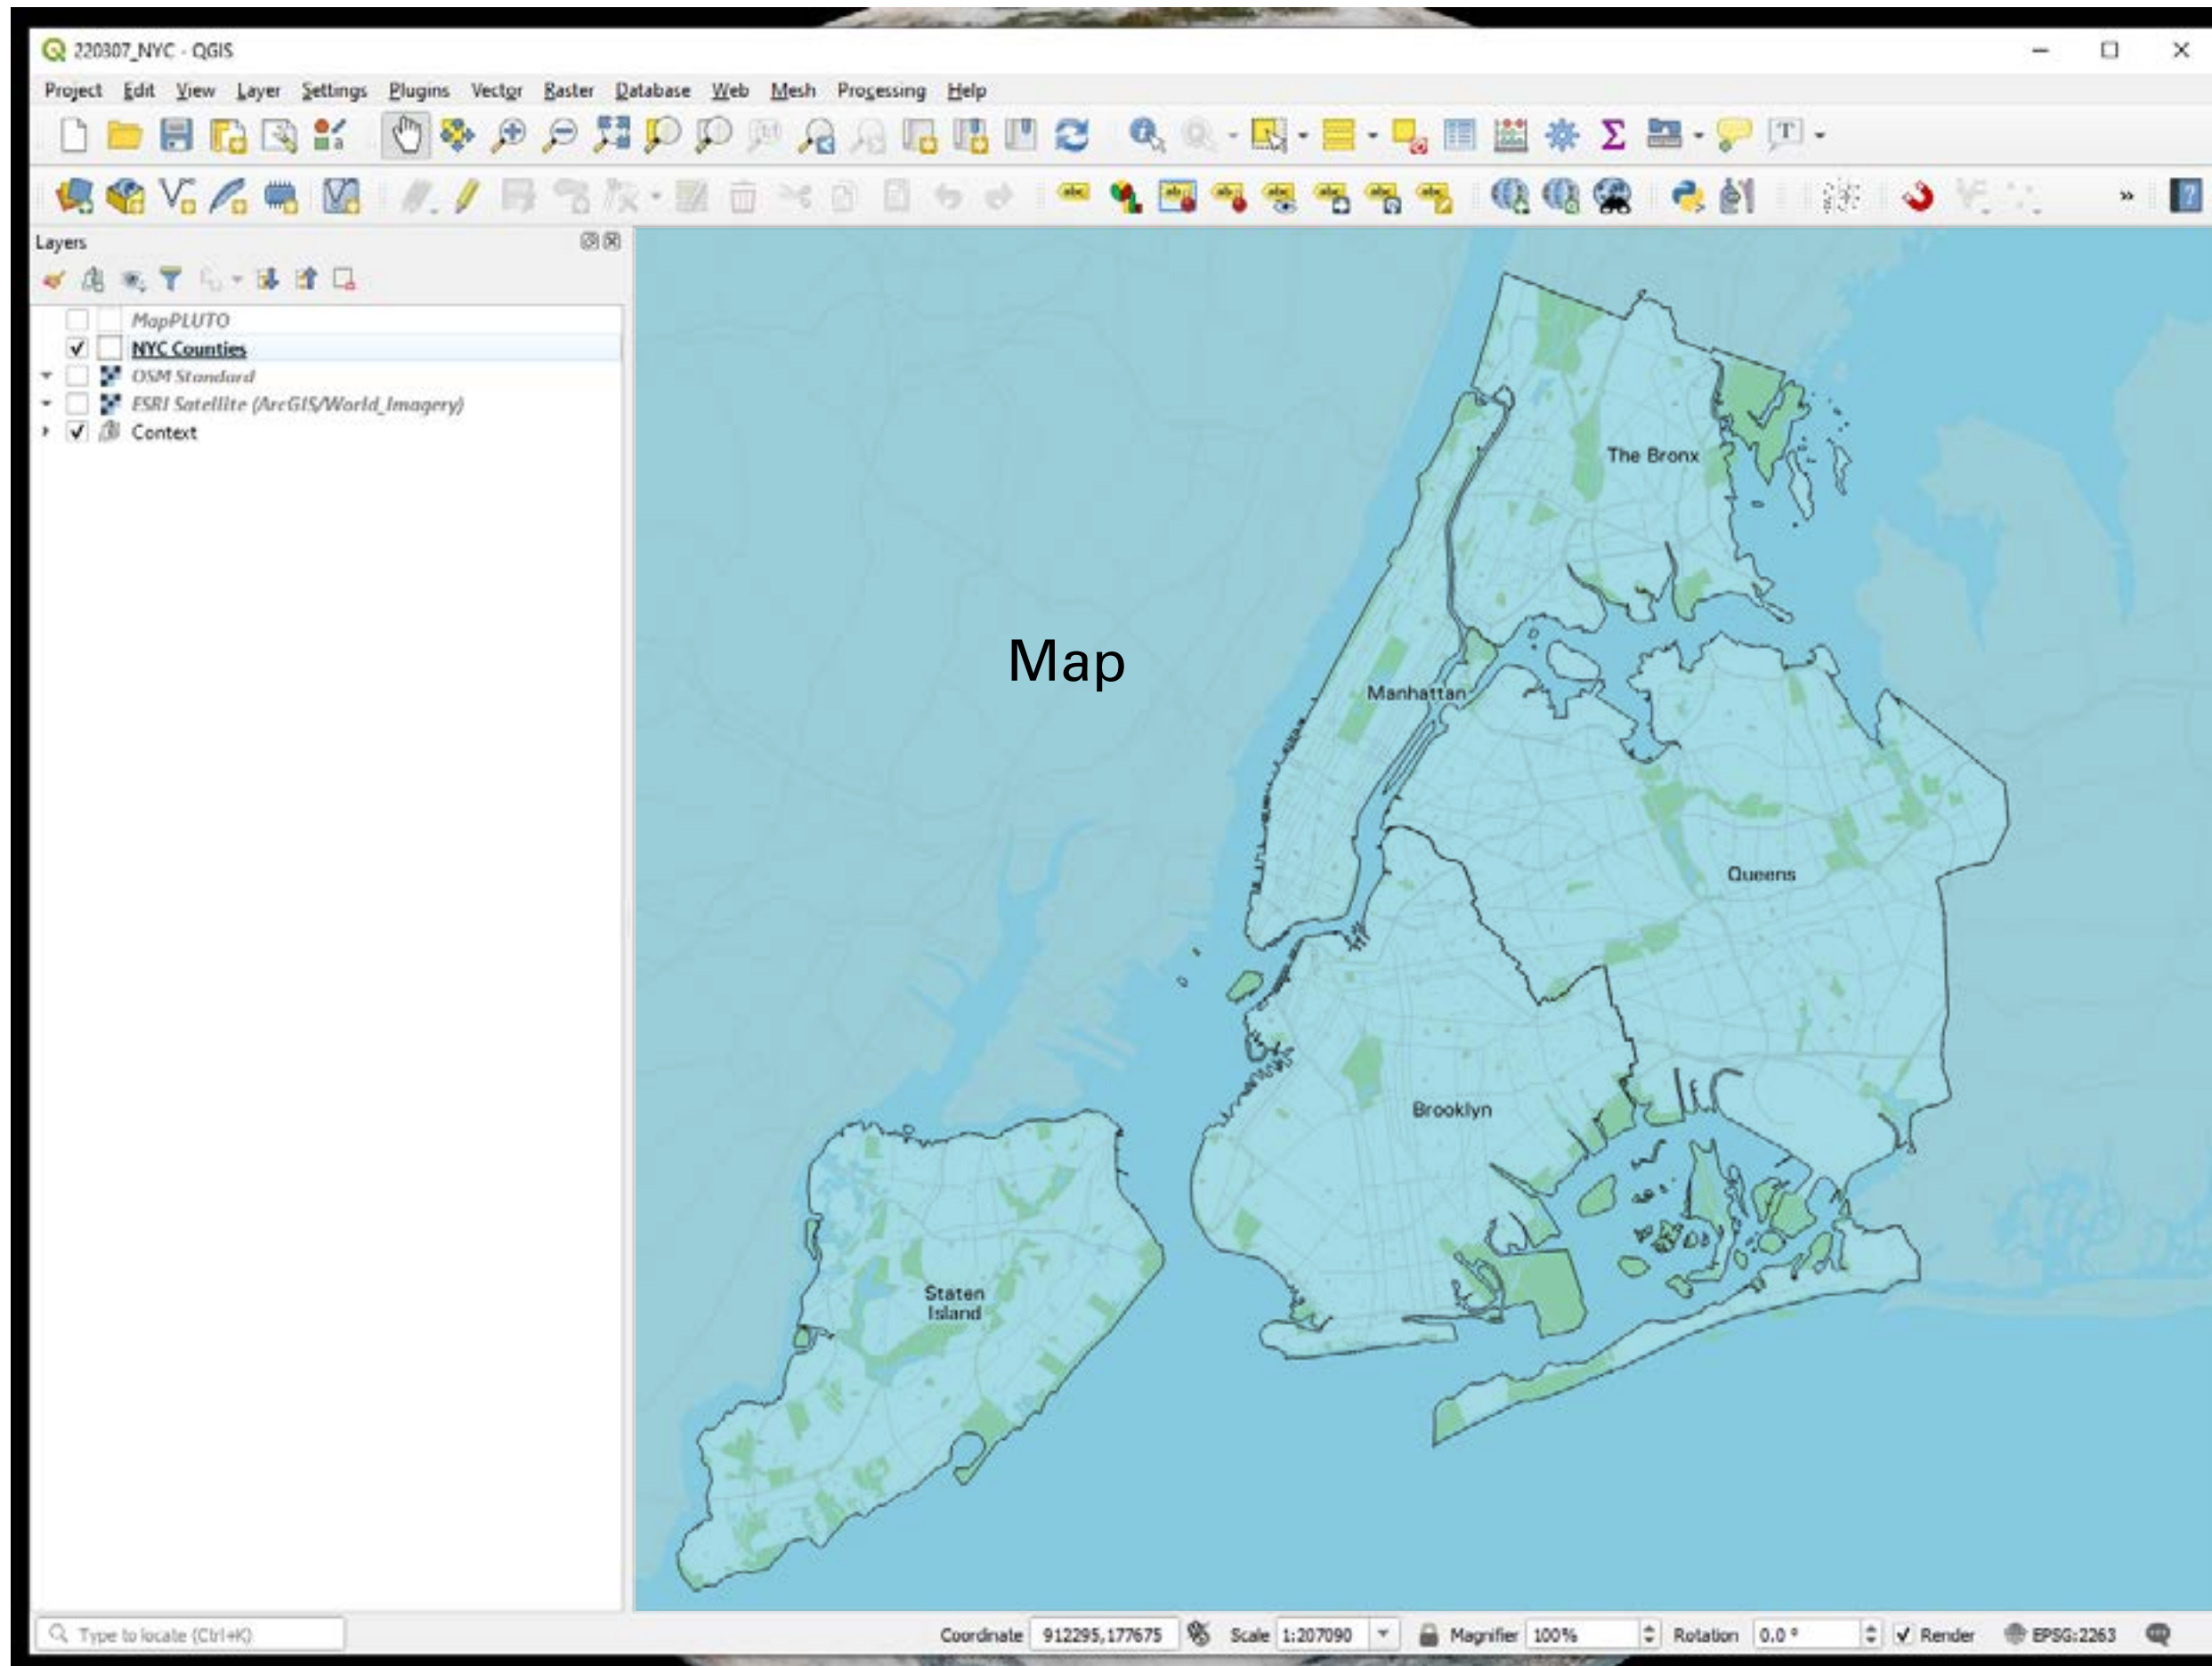 220307_NYC - QGIS
Project Edit View Layer Settings Plugins Vector Raster Database Web Mesh Processing Help
Layers
MapPLUTO
NYC Counties
OSM Standard
ESRI Satellite (ArcGIS/World_Imagery)
Context
The Bronx
Map
Manhattan
Queens
Brooklyn
Staten
Island
Type to locate (Ctrl+K)
Coordinate 912295,177675 Scale 1:207090 Magnifier 100% Rotation 0.0 ° Render EPSG:2263